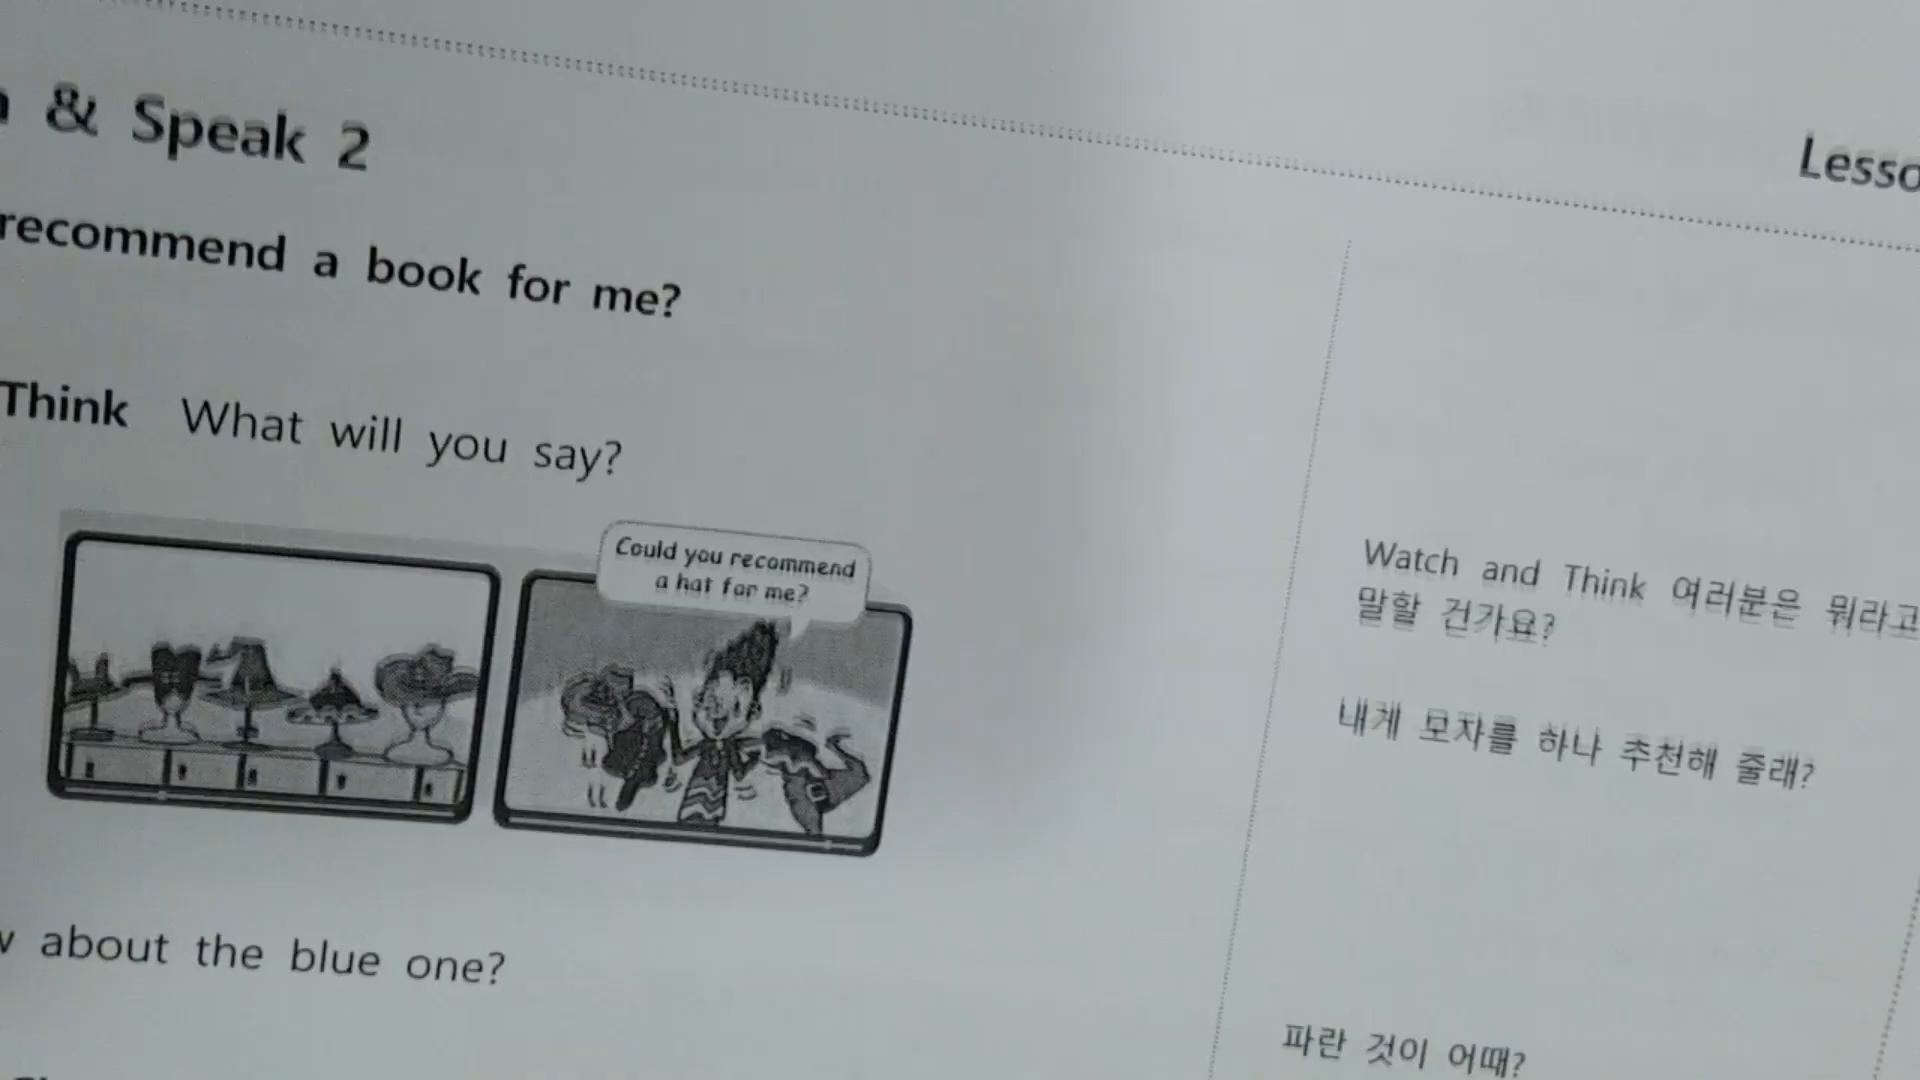 & Speak 2
Lesso
recommend a book for me?
Think What will you say?
Could you recommend
a hat for me?
about the blue one?
Watch and Think 여러분은 뭐라고
말할 건가요?
내게 모자를 하나 추천해 줄래?
파란 것이 어때?